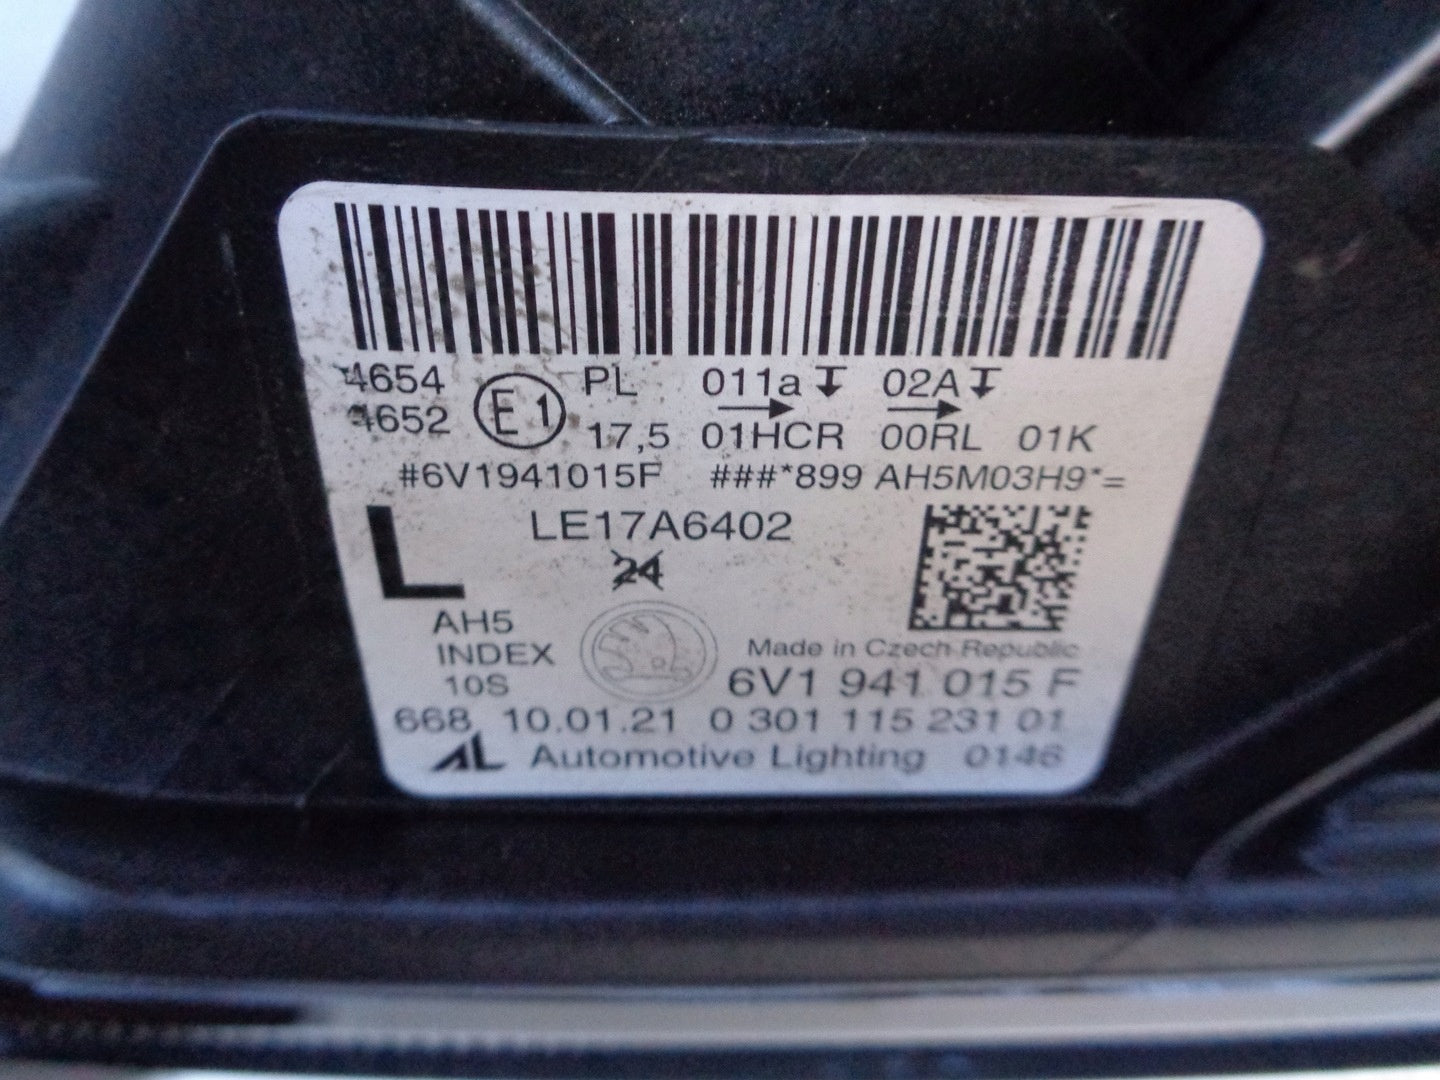 4654 E1 PL 011a 02A
4652 17,5 01HCR 00RL 01K
#6V1941015F ###*899 AH5M03H9*=
L LE17A6402
24
AH5
INDEX Made in Czech Republic
10S 6V1 941 015 F
668 10.01.21 0 301 115 231 01
AL Automotive Lighting 0146